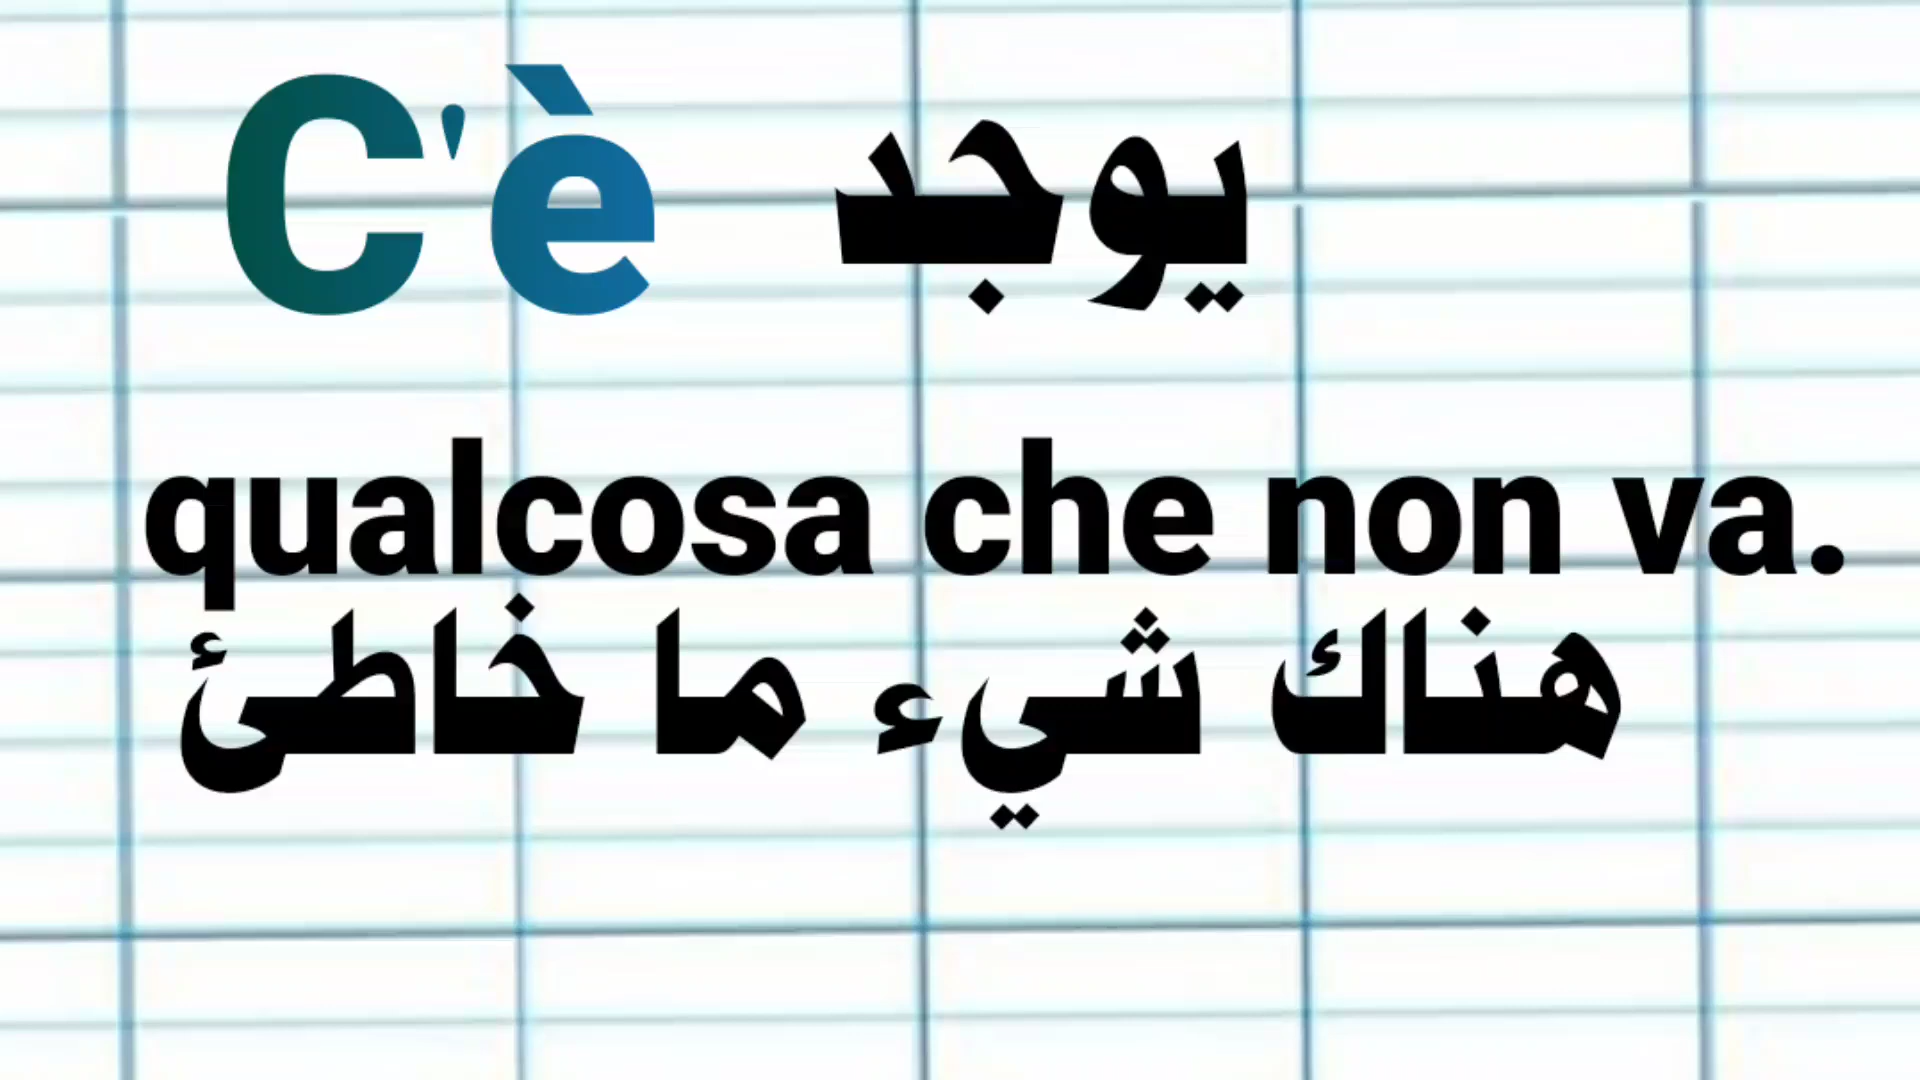 C'è يوجد
qualcosa che non va.
هناك شيء ما خاطئ